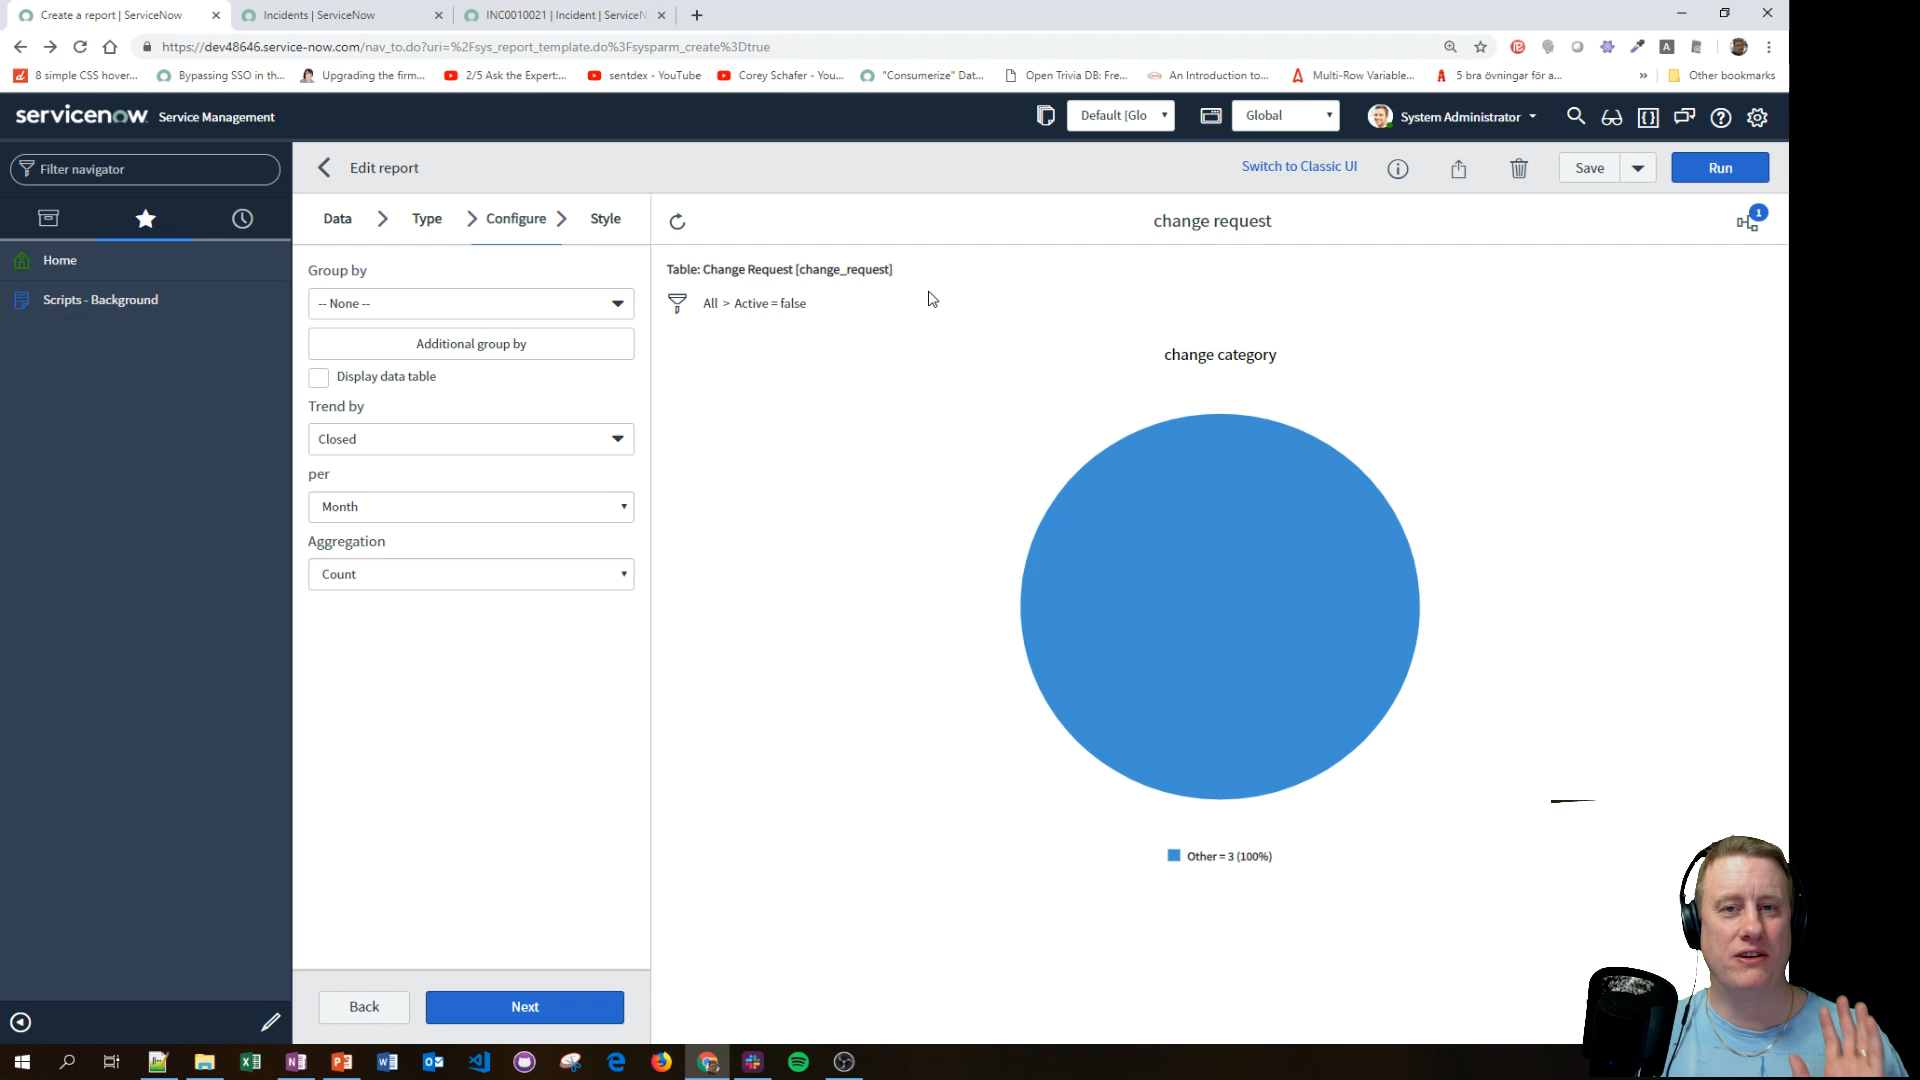 Create a report | ServiceNow
Incidents | ServiceNow
INC0010021 | Incident | ServiceN
https://dev48646.service-now.com/nav_to.do?uri=%2Fsys_report_template.do%3Fsysparm_create%3Dtrue
8 simple CSS hover...
Bypassing SSO in th...
Upgrading the firm...
2/5 Ask the Expert:...
sentdex - YouTube
Corey Schafer - You...
"Consumerize" Dat...
Open Trivia DB: Fre...
An Introduction to...
Multi-Row Variable...
5 bra övningar för a...
»
Other bookmarks
servicenow Service Management
Default |Glo
Global
System Administrator
Filter navigator
Edit report
Switch to Classic UI
Save
Run
Data
Type
Configure
Style
change request
1
Home
Scripts - Background
Group by
-- None --
Additional group by
Display data table
Trend by
Closed
per
Month
Aggregation
Count
Table: Change Request [change_request]
All > Active = false
change category
Other = 3 (100%)
Back
Next